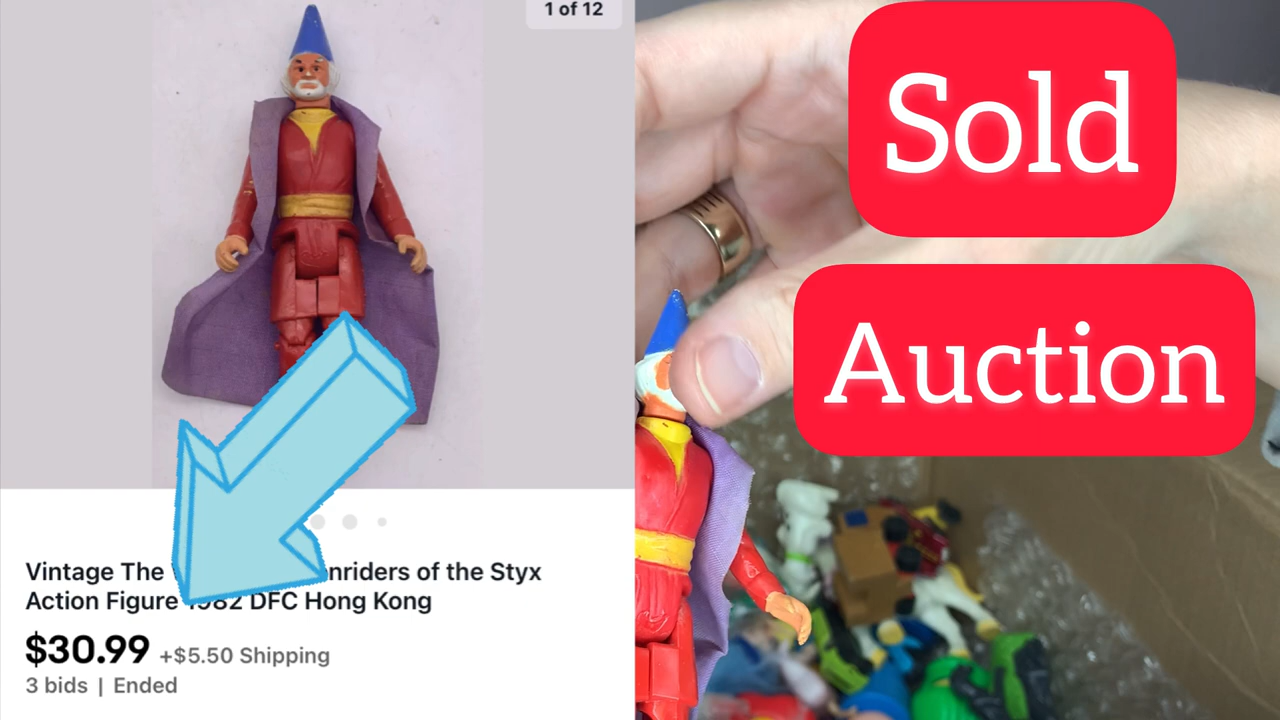 1 of 12
Sold
Auction
Vintage The nriders of the Styx
Action Figure 1982 DFC Hong Kong
$30.99 +$5.50 Shipping
3 bids | Ended